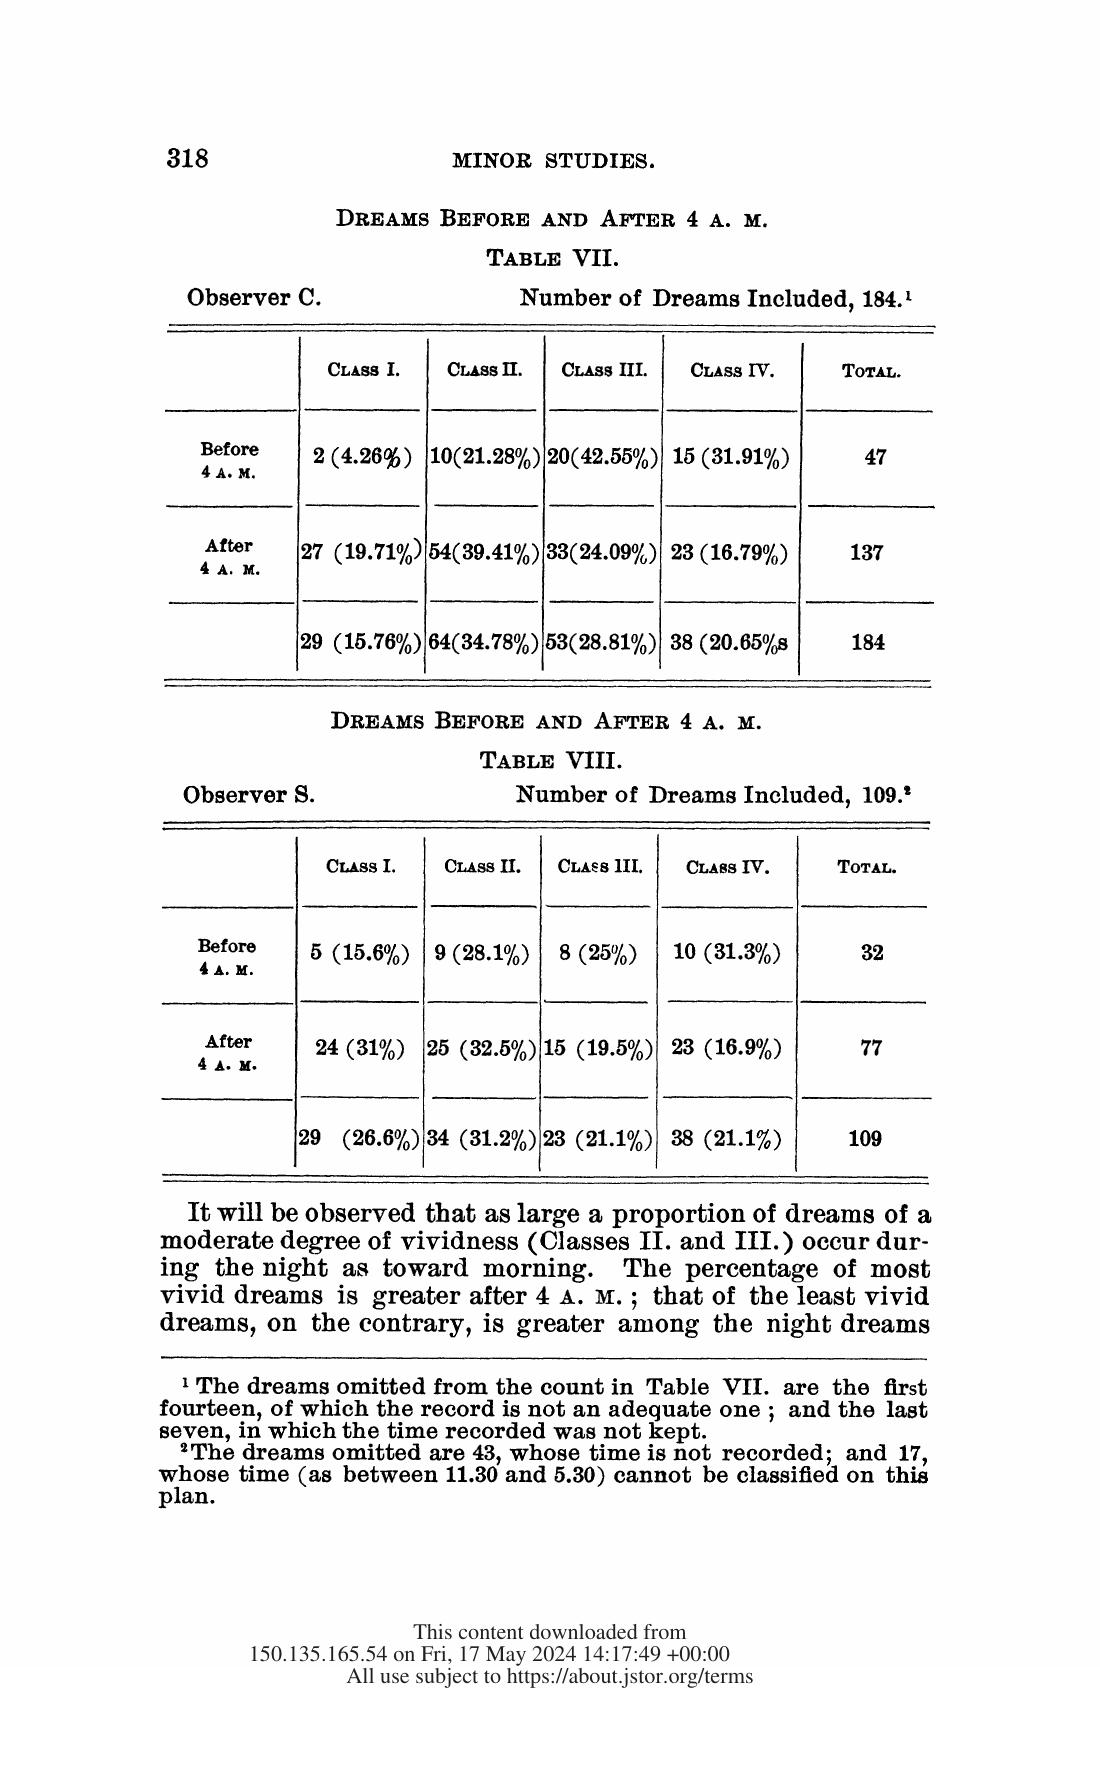 318 MINOR STUDIES.
DREAMS BEFORE AND AFTER 4 A. M.
TABLE VII.
Observer C. Number of Dreams Included, 184.¹
CLASS I. CLASS II. CLASS III. CLASS IV. TOTAL.
Before
4 A. M. 2 (4.26%) 10(21.28%) 20(42.55%) 15 (31.91%) 47
After
4 A. M. 27 (19.71%) 54(39.41%) 33(24.09%) 23 (16.79%) 137
29 (15.76%) 64(34.78%) 53(28.81%) 38 (20.65%s 184
DREAMS BEFORE AND AFTER 4 A. M.
TABLE VIII.
Observer S. Number of Dreams Included, 109.²
CLASS I. CLASS II. CLASS III. CLASS IV. TOTAL.
Before
4 A. M. 5 (15.6%) 9 (28.1%) 8 (25%) 10 (31.3%) 32
After
4 A. M. 24 (31%) 25 (32.5%) 15 (19.5%) 23 (16.9%) 77
29 (26.6%) 34 (31.2%) 23 (21.1%) 38 (21.1%) 109
It will be observed that as large a proportion of dreams of a
moderate degree of vividness (Classes II. and III.) occur dur-
ing the night as toward morning. The percentage of most
vivid dreams is greater after 4 A. M. ; that of the least vivid
dreams, on the contrary, is greater among the night dreams
¹ The dreams omitted from the count in Table VII. are the first
fourteen, of which the record is not an adequate one ; and the last
seven, in which the time recorded was not kept.
²The dreams omitted are 43, whose time is not recorded; and 17,
whose time (as between 11.30 and 5.30) cannot be classified on this
plan.
This content downloaded from
150.135.165.54 on Fri, 17 May 2024 14:17:49 +00:00
All use subject to https://about.jstor.org/terms